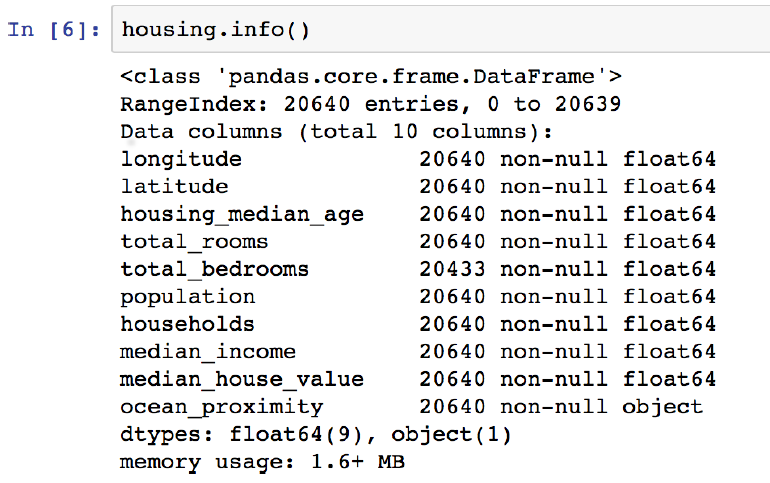 In [6]: housing.info()
<class 'pandas.core.frame.DataFrame'>
RangeIndex: 20640 entries, 0 to 20639
Data columns (total 10 columns):
longitude             20640 non-null float64
latitude              20640 non-null float64
housing_median_age    20640 non-null float64
total_rooms           20640 non-null float64
total_bedrooms        20433 non-null float64
population            20640 non-null float64
households            20640 non-null float64
median_income         20640 non-null float64
median_house_value    20640 non-null float64
ocean_proximity       20640 non-null object
dtypes: float64(9), object(1)
memory usage: 1.6+ MB